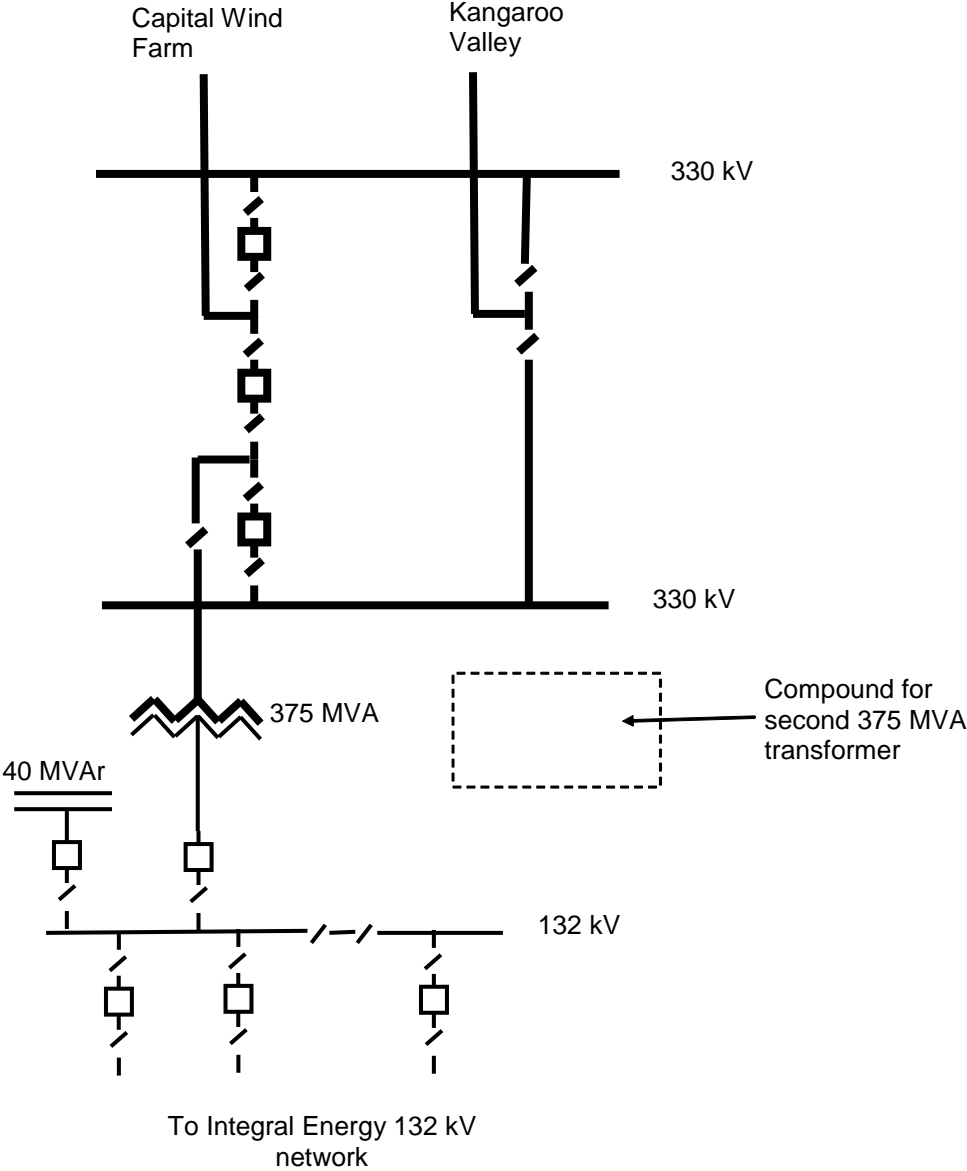 Capital Wind
Farm
Kangaroo
Valley
330 kV
330 kV
375 MVA
Compound for
second 375 MVA
transformer
40 MVAr
132 kV
To Integral Energy 132 kV
network